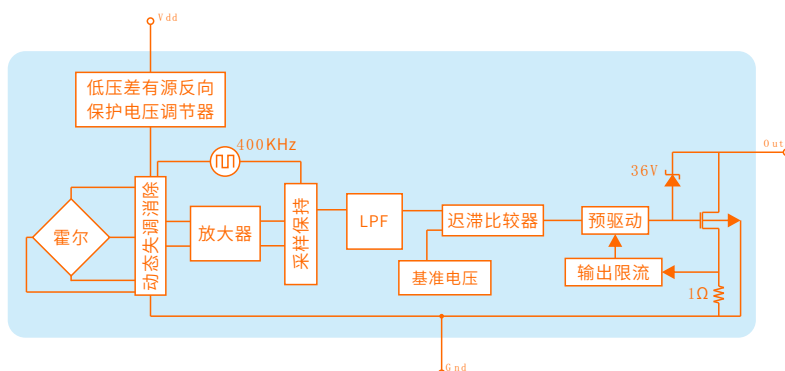 Vdd
低压差有源反向
保护电压调节器
400KHz
Out
36V
霍尔
动态失调消除
放大器
采样保持
LPF
迟滞比较器
预驱动
基准电压
输出限流
1Ω
Gnd